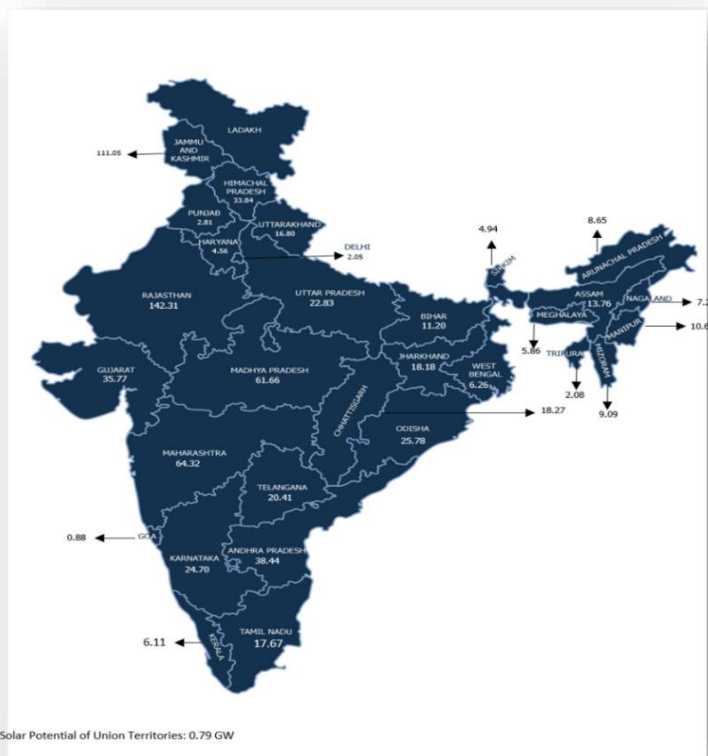 LADAKH
JAMMU
AND
KASHMIR
111.05
HIMACHAL
PRADESH
33.84
PUNJAB
2.81
UTTARAKHAND
16.80
HARYANA
4.56
DELHI
2.05
4.94
SIKKIM
8.65
ARUNACHAL PRADESH
RAJASTHAN
142.31
UTTAR PRADESH
22.83
BIHAR
11.20
ASSAM
13.76
NAGALAND
7.2
MEGHALAYA
5.86
MANIPUR
10.6
TRIPURA
2.08
MIZORAM
9.09
GUJARAT
35.77
MADHYA PRADESH
61.66
JHARKHAND
18.18
WEST
BENGAL
6.26
CHHATTISGARH
18.27
ODISHA
25.78
MAHARASHTRA
64.32
TELANGANA
20.41
0.88
GOA
KARNATAKA
24.70
ANDHRA PRADESH
38.44
6.11
KERALA
TAMIL NADU
17.67
Solar Potential of Union Territories: 0.79 GW